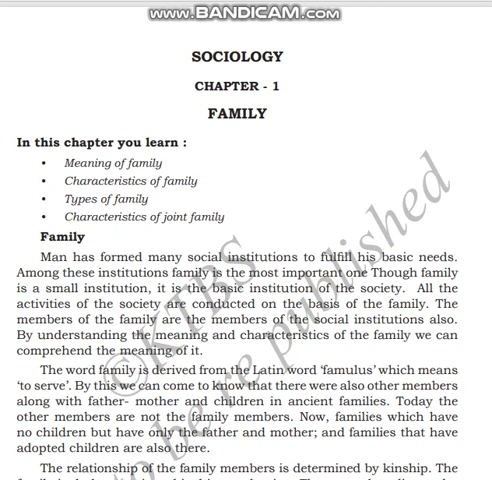 www.BANDICAM.com
SOCIOLOGY
CHAPTER - 1
FAMILY
In this chapter you learn :
• Meaning of family
• Characteristics of family
• Types of family
• Characteristics of joint family
Family
Man has formed many social institutions to fulfill his basic needs.
Among these institutions family is the most important one Though family
is a small institution, it is the basic institution of the society. All the
activities of the society are conducted on the basis of the family. The
members of the family are the members of the social institutions also.
By understanding the meaning and characteristics of the family we can
comprehend the meaning of it.
The word family is derived from the Latin word ‘famulus’ which means
‘to serve’. By this we can come to know that there were also other members
along with father- mother and children in ancient families. Today the
other members are not the family members. Now, families which have
no children but have only the father and mother; and families that have
adopted children are also there.
The relationship of the family members is determined by kinship. The
©KTBS
to be re published